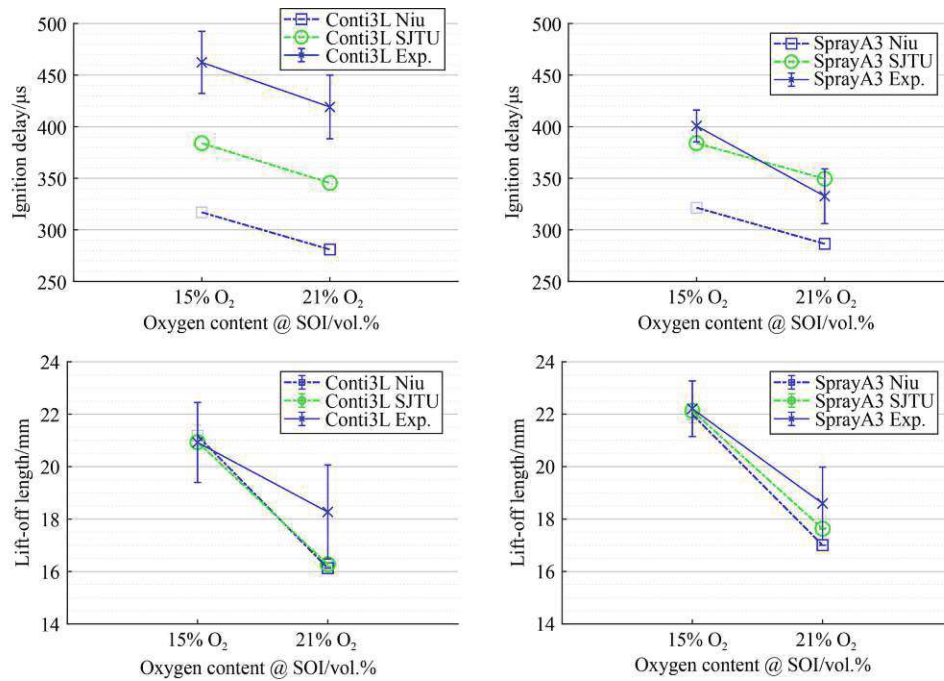 500
450
400
350
300
250
Ignition delay/μs
Conti3L Niu
Conti3L SJTU
Conti3L Exp.
15% O₂ 21% O₂
Oxygen content @ SOI/vol.%
500
450
400
350
300
250
Ignition delay/μs
SprayA3 Niu
SprayA3 SJTU
SprayA3 Exp.
15% O₂ 21% O₂
Oxygen content @ SOI/vol.%
24
22
20
18
16
14
Lift-off length/mm
Conti3L Niu
Conti3L SJTU
Conti3L Exp.
15% O₂ 21% O₂
Oxygen content @ SOI/vol.%
24
22
20
18
16
14
Lift-off length/mm
SprayA3 Niu
SprayA3 SJTU
SprayA3 Exp.
15% O₂ 21% O₂
Oxygen content @ SOI/vol.%